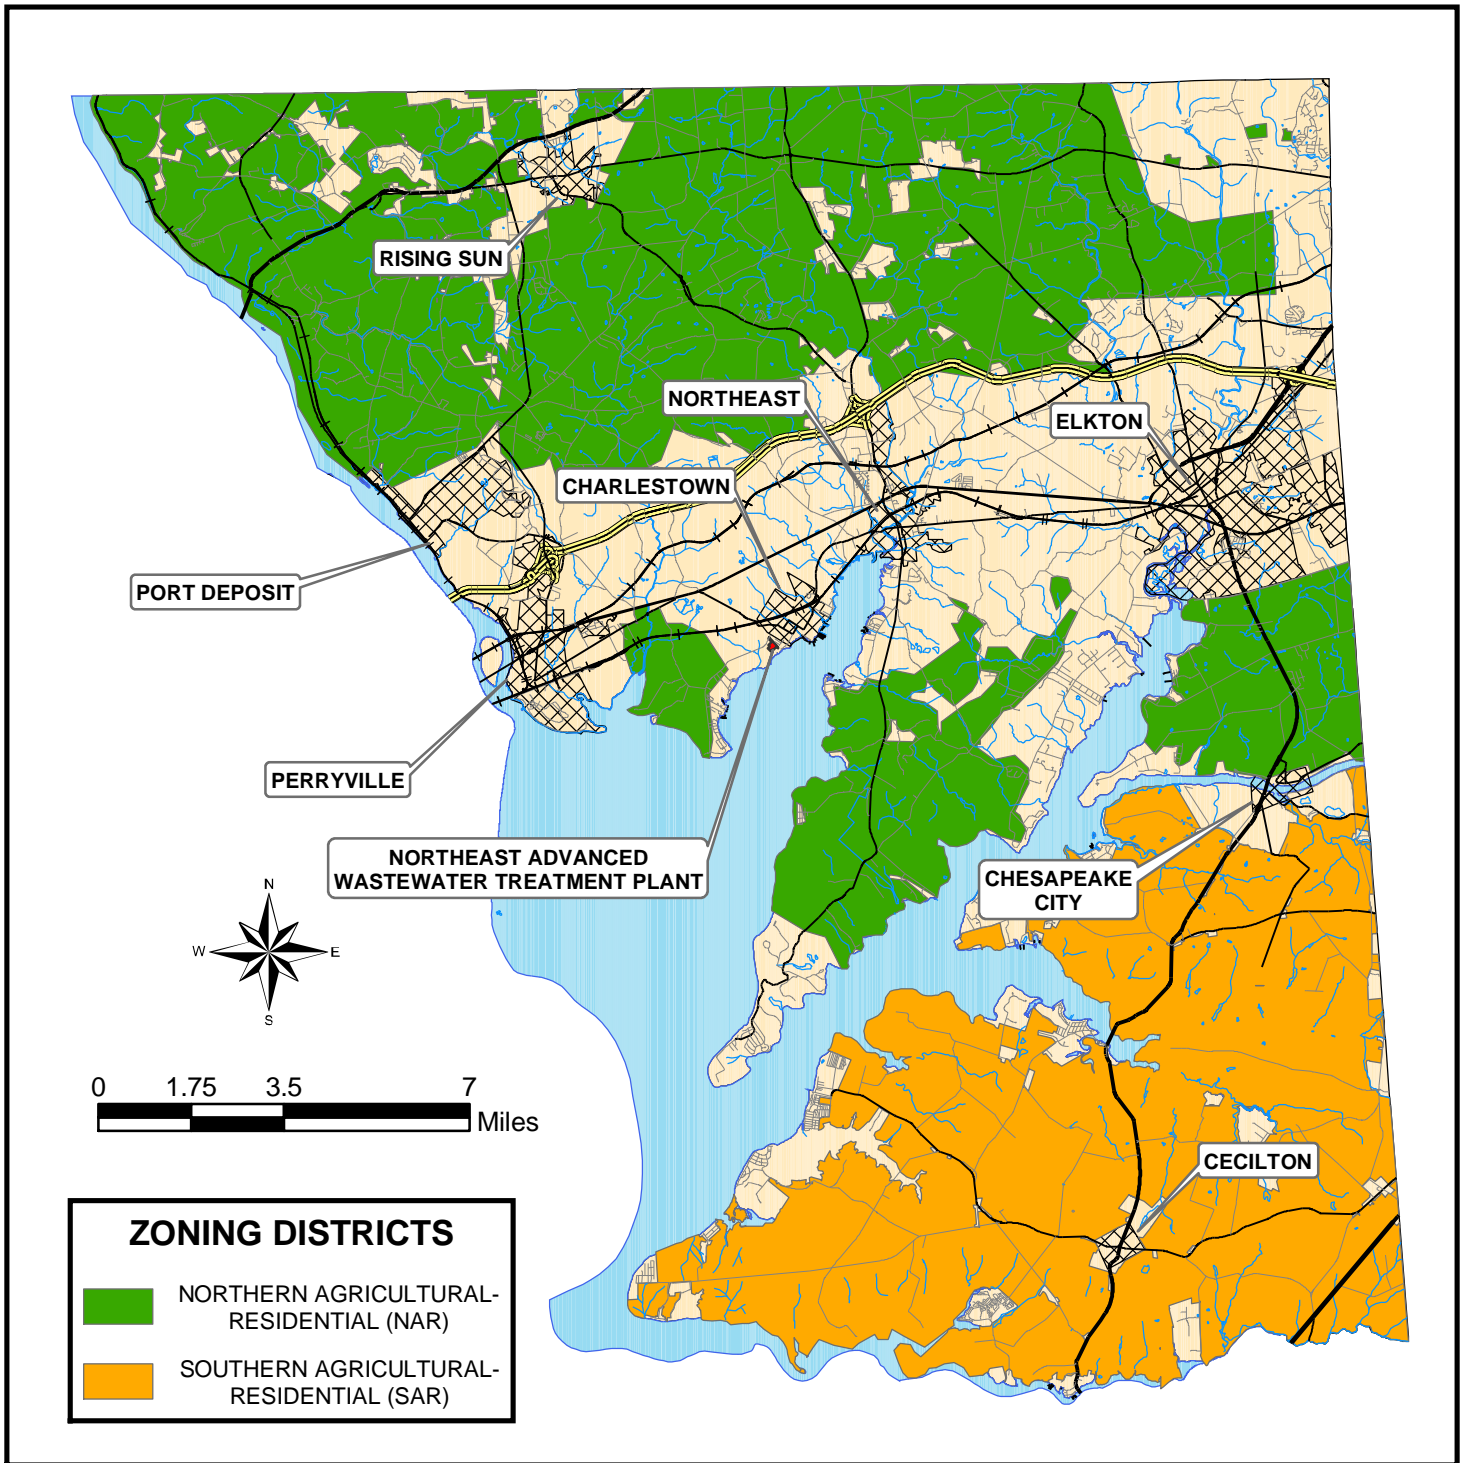 RISING SUN
NORTHEAST
ELKTON
CHARLESTOWN
PORT DEPOSIT
PERRYVILLE
NORTHEAST ADVANCED
WASTEWATER TREATMENT PLANT
CHESAPEAKE
CITY
N
W
E
S
0 1.75 3.5 7
Miles
CECILTON
ZONING DISTRICTS
NORTHERN AGRICULTURAL-
RESIDENTIAL (NAR)
SOUTHERN AGRICULTURAL-
RESIDENTIAL (SAR)